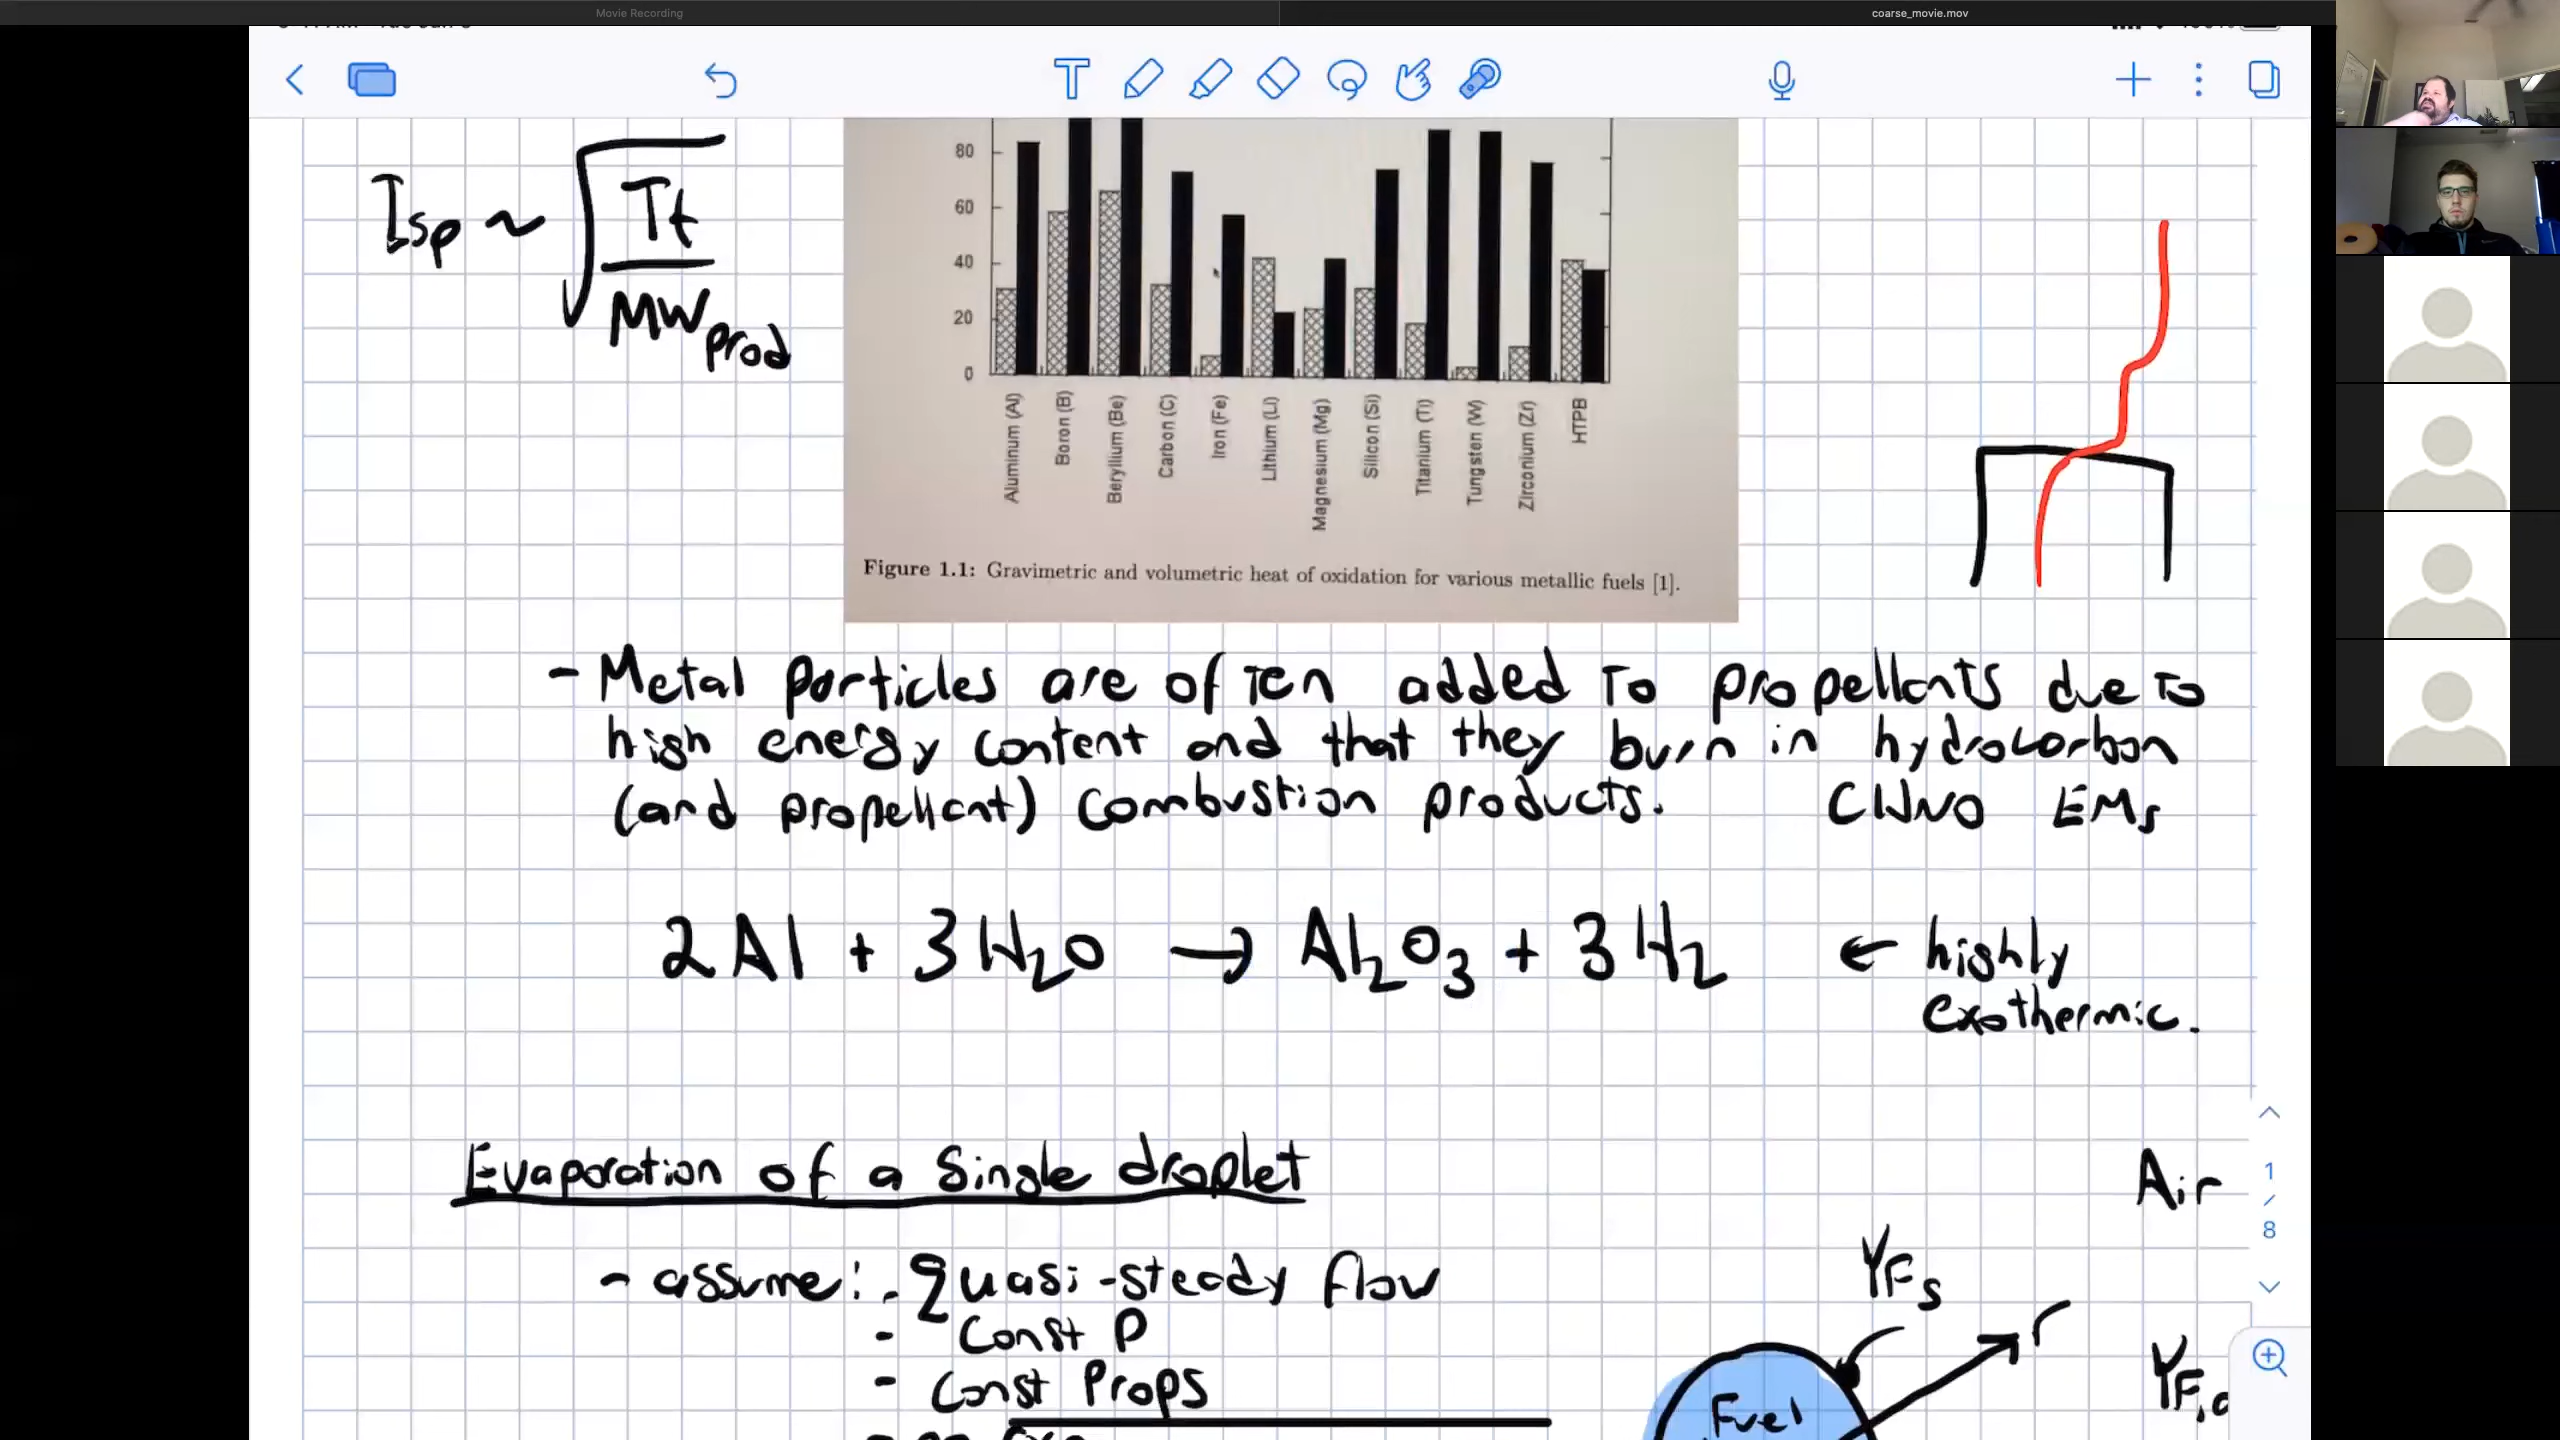 Movie Recording
coarse_movie.mov
Isp ~ √(Tt / MWprod)
80
60
40
20
0
Aluminum (Al)
Boron (B)
Beryllium (Be)
Carbon (C)
Iron (Fe)
Lithium (Li)
Magnesium (Mg)
Silicon (Si)
Titanium (Ti)
Tungsten (W)
Zirconium (Zr)
HTPB
Figure 1.1: Gravimetric and volumetric heat of oxidation for various metallic fuels [1].
- Metal particles are often added to propellants due to
high energy content and that they burn in hydrocarbon
(and propellant) combustion products. CHNO EMs
2Al + 3H2O → Al2O3 + 3H2 ← highly
exothermic.
Evaporation of a single droplet
Air
1
/
8
- assume: - Quasi-steady flow
YFs
- Const P
r
- Const Props
YF,
Fuel